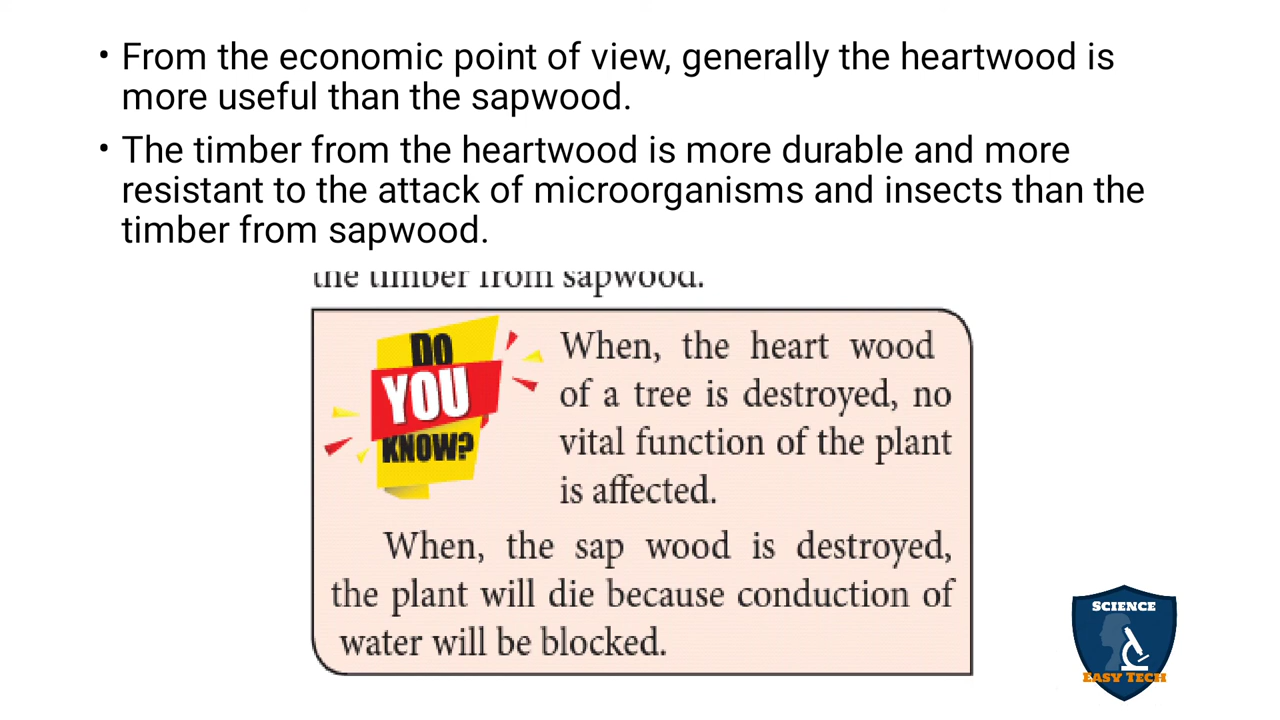 • From the economic point of view, generally the heartwood is
more useful than the sapwood.
• The timber from the heartwood is more durable and more
resistant to the attack of microorganisms and insects than the
timber from sapwood.
the timber from sapwood.
DO
YOU
KNOW?
When, the heart wood
of a tree is destroyed, no
vital function of the plant
is affected.
When, the sap wood is destroyed,
the plant will die because conduction of
water will be blocked.
SCIENCE
EASY TECH